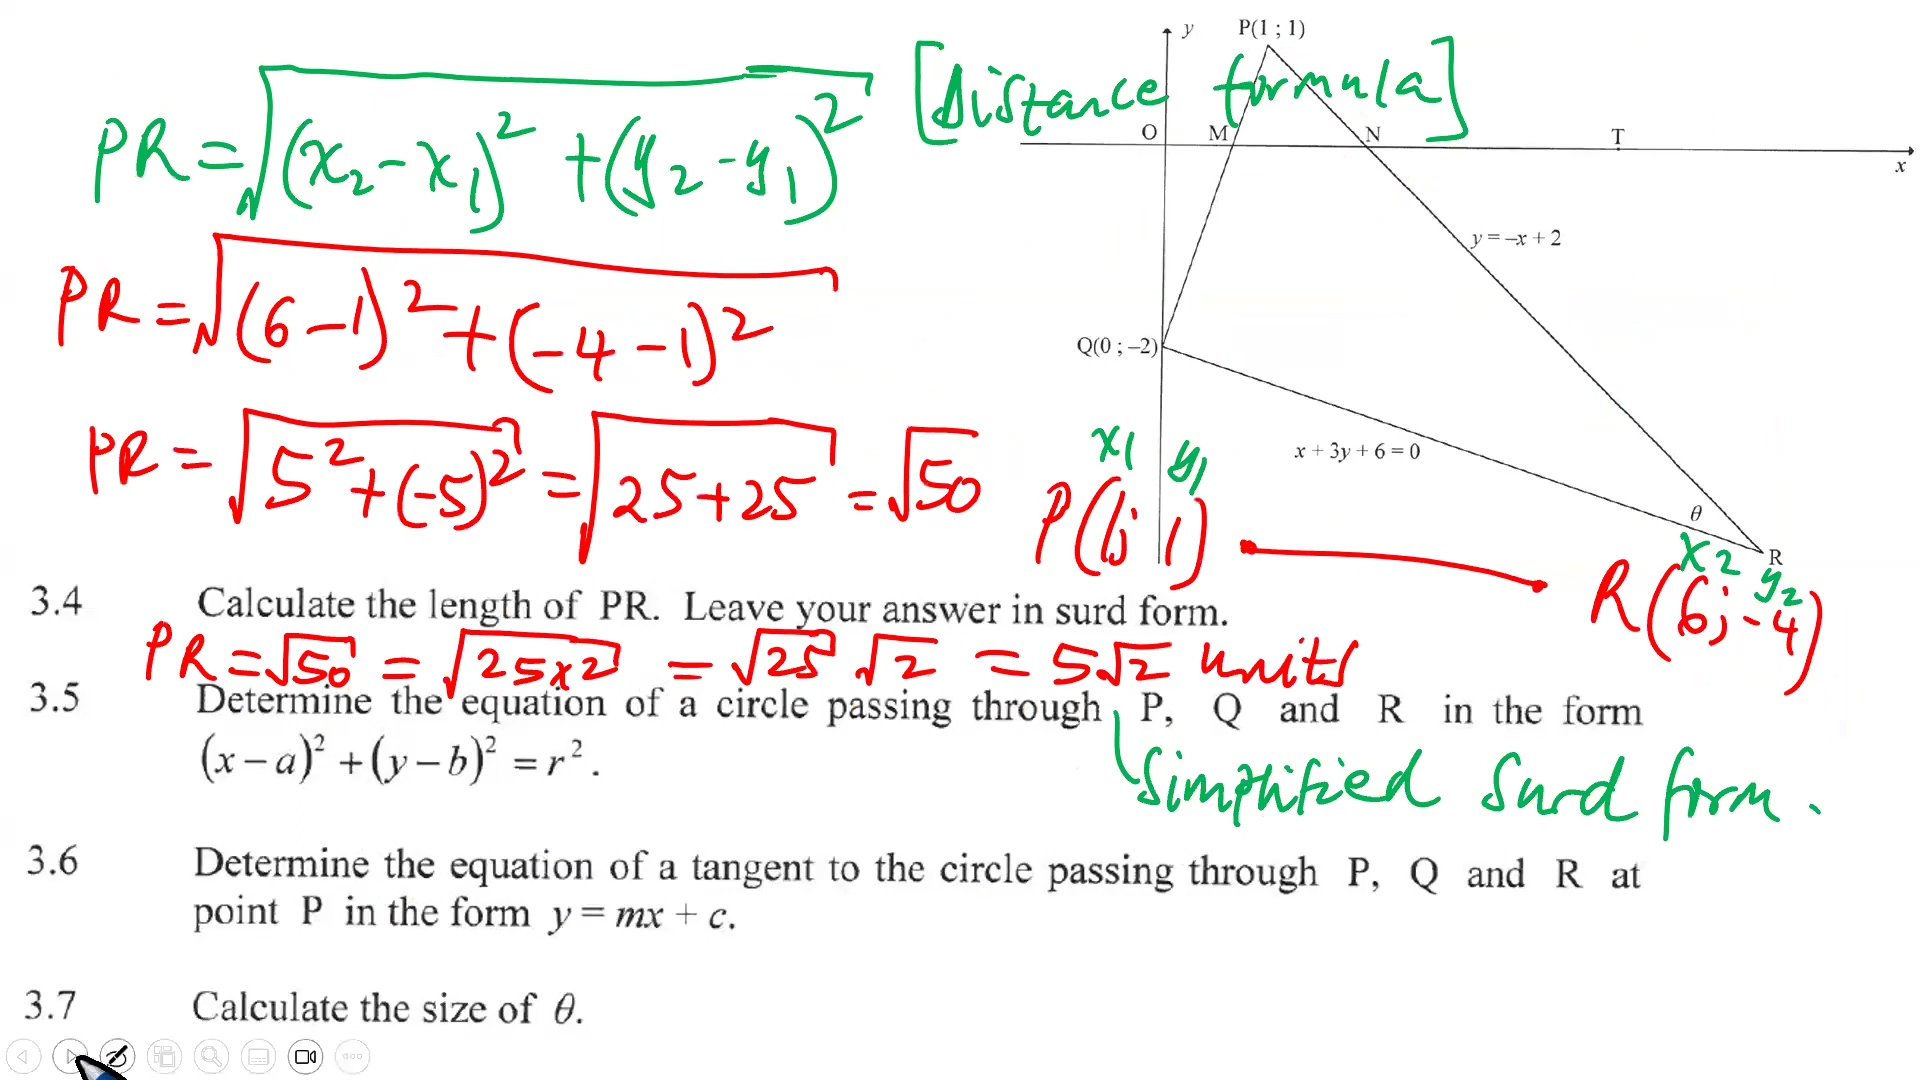 PR = √(x₂ − x₁)² + (y₂ − y₁)² [Distance formula]
PR = √(6 − 1)² + (−4 − 1)²
PR = √5² + (−5)² = √25 + 25 = √50
y
P(1 ; 1)
O M N T
x
y = –x + 2
Q(0 ; –2)
x + 3y + 6 = 0
θ
R
x₁ y₁
P(1; 1)
x₂ y₂
R(6; −4)
3.4 Calculate the length of PR. Leave your answer in surd form.
PR = √50 = √25×2 = √25 √2 = 5√2 units
3.5 Determine the equation of a circle passing through P, Q and R in the form
(x − a)² + (y − b)² = r².
Simplified Surd form.
3.6 Determine the equation of a tangent to the circle passing through P, Q and R at
point P in the form y = mx + c.
3.7 Calculate the size of θ.